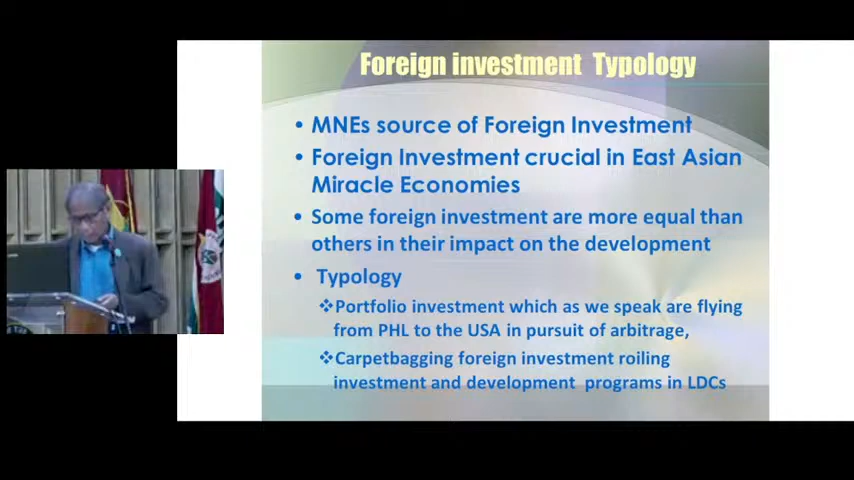 Foreign investment Typology
• MNEs source of Foreign Investment
• Foreign Investment crucial in East Asian
Miracle Economies
• Some foreign investment are more equal than
others in their impact on the development
• Typology
❖Portfolio investment which as we speak are flying
from PHL to the USA in pursuit of arbitrage,
❖Carpetbagging foreign investment roiling
investment and development programs in LDCs